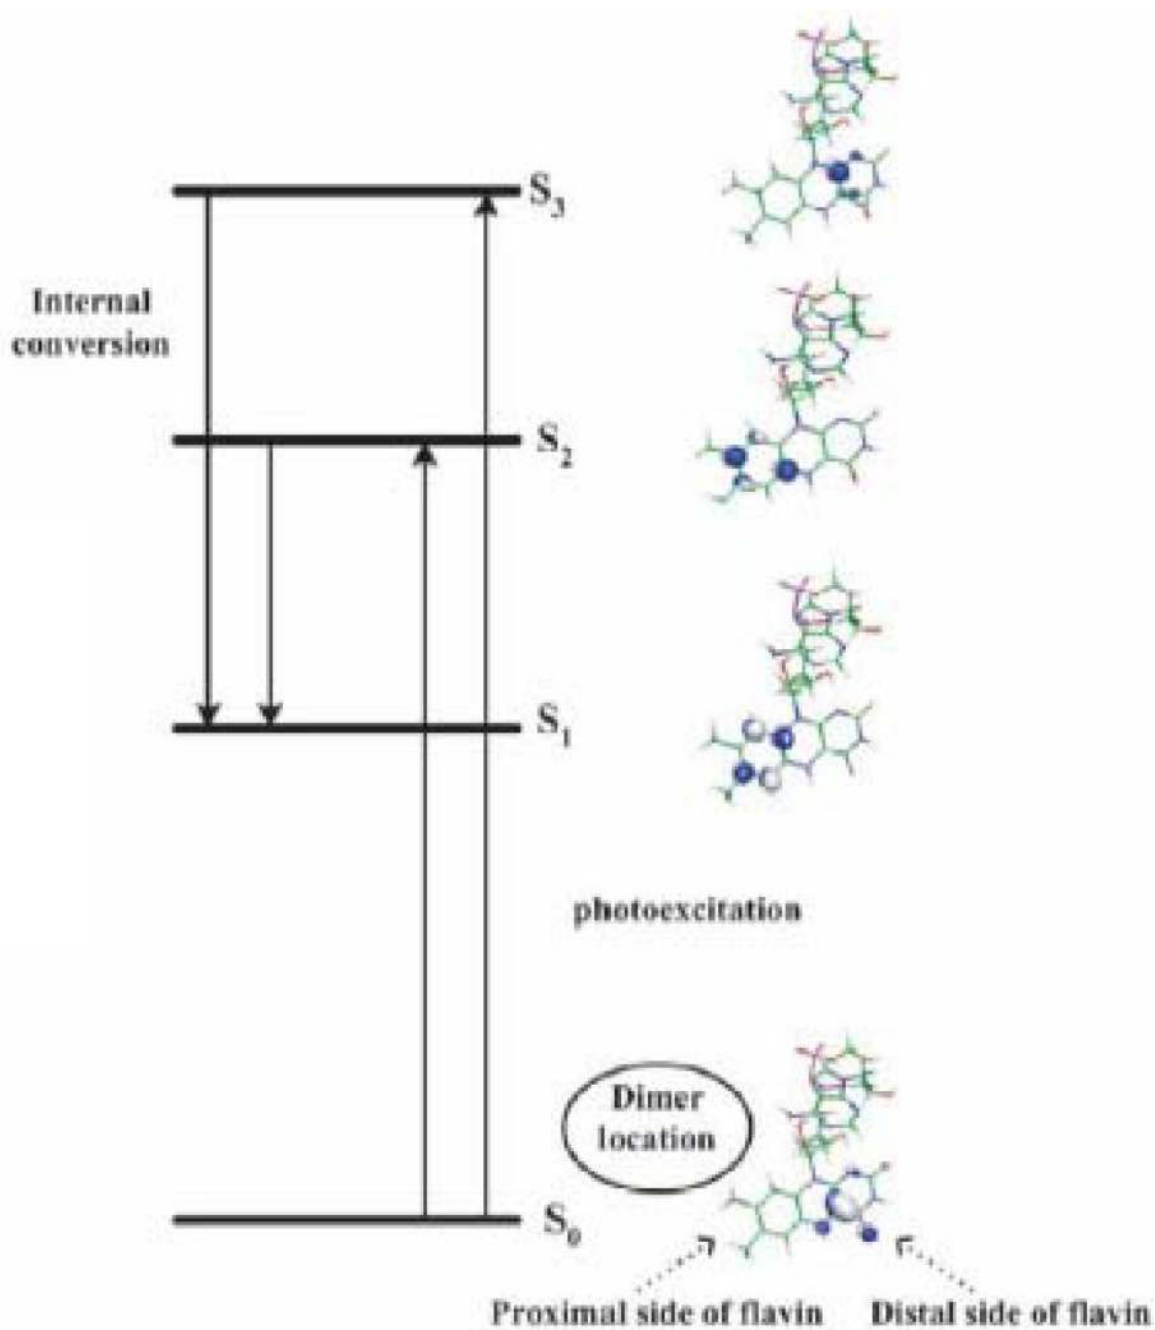 S₃
Internal
conversion
S₂
S₁
photoexcitation
Dimer
location
S₀
Proximal side of flavin
Distal side of flavin